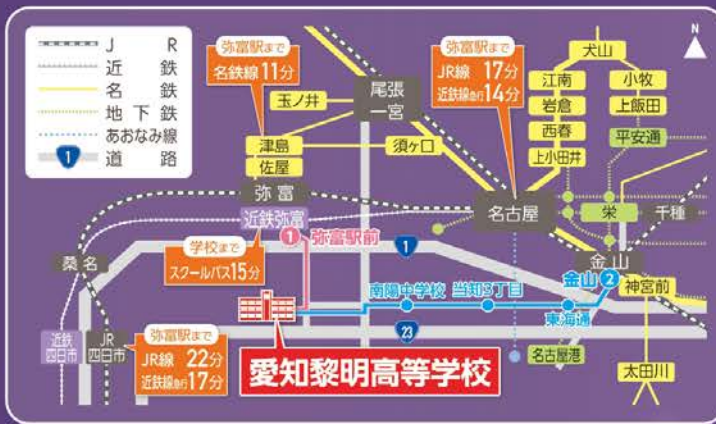 J R
近 鉄
名 鉄
地 下 鉄
あおなみ線
1 道 路
弥富駅まで
名鉄線11分
弥富駅まで
JR線 17分
近鉄線急行14分
N
犬山
江南
小牧
岩倉
上飯田
西春
平安通
上小田井
玉ノ井
尾張
一宮
津島
須ヶ口
佐屋
弥 富
名古屋
栄
千種
近鉄弥富
1 弥富駅前
1
学校まで
スクールバス15分
桑 名
金 山
金山 2
神宮前
南陽中学校
当知3丁目
東海通
23
近鉄
四日市
JR
四日市
弥富駅まで
JR線 22分
近鉄線急行17分
愛知黎明高等学校
名古屋港
太田川